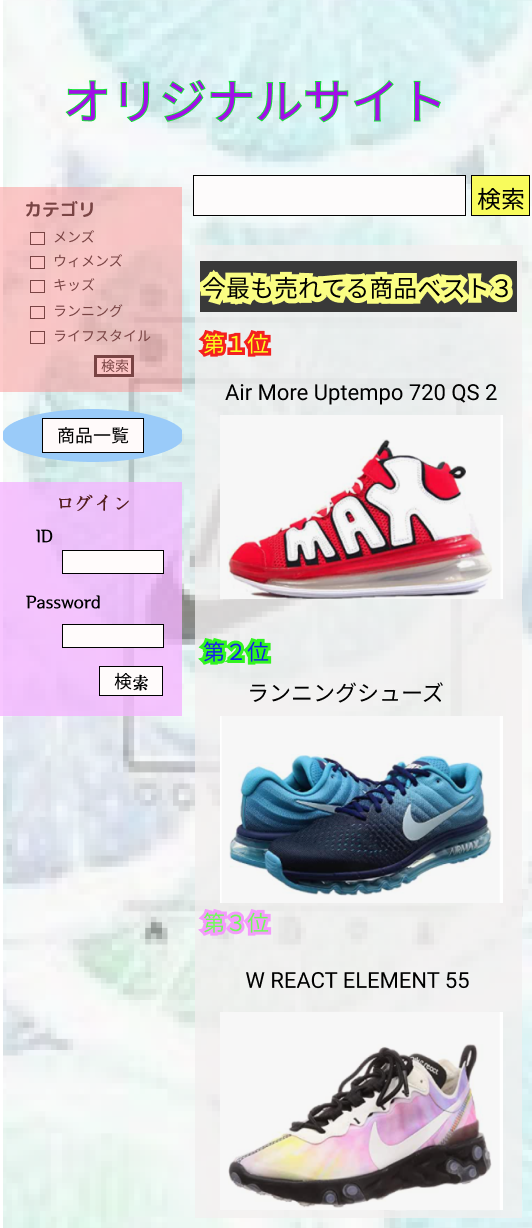 オリジナルサイト
検索
カテゴリ
メンズ
ウィメンズ
キッズ
ランニング
ライフスタイル
検索
商品一覧
ログイン
ID
Password
検索
今最も売れてる商品ベスト３
第１位
Air More Uptempo 720 QS 2
MAX
第２位
ランニングシューズ
AIRMAX
第３位
W REACT ELEMENT 55